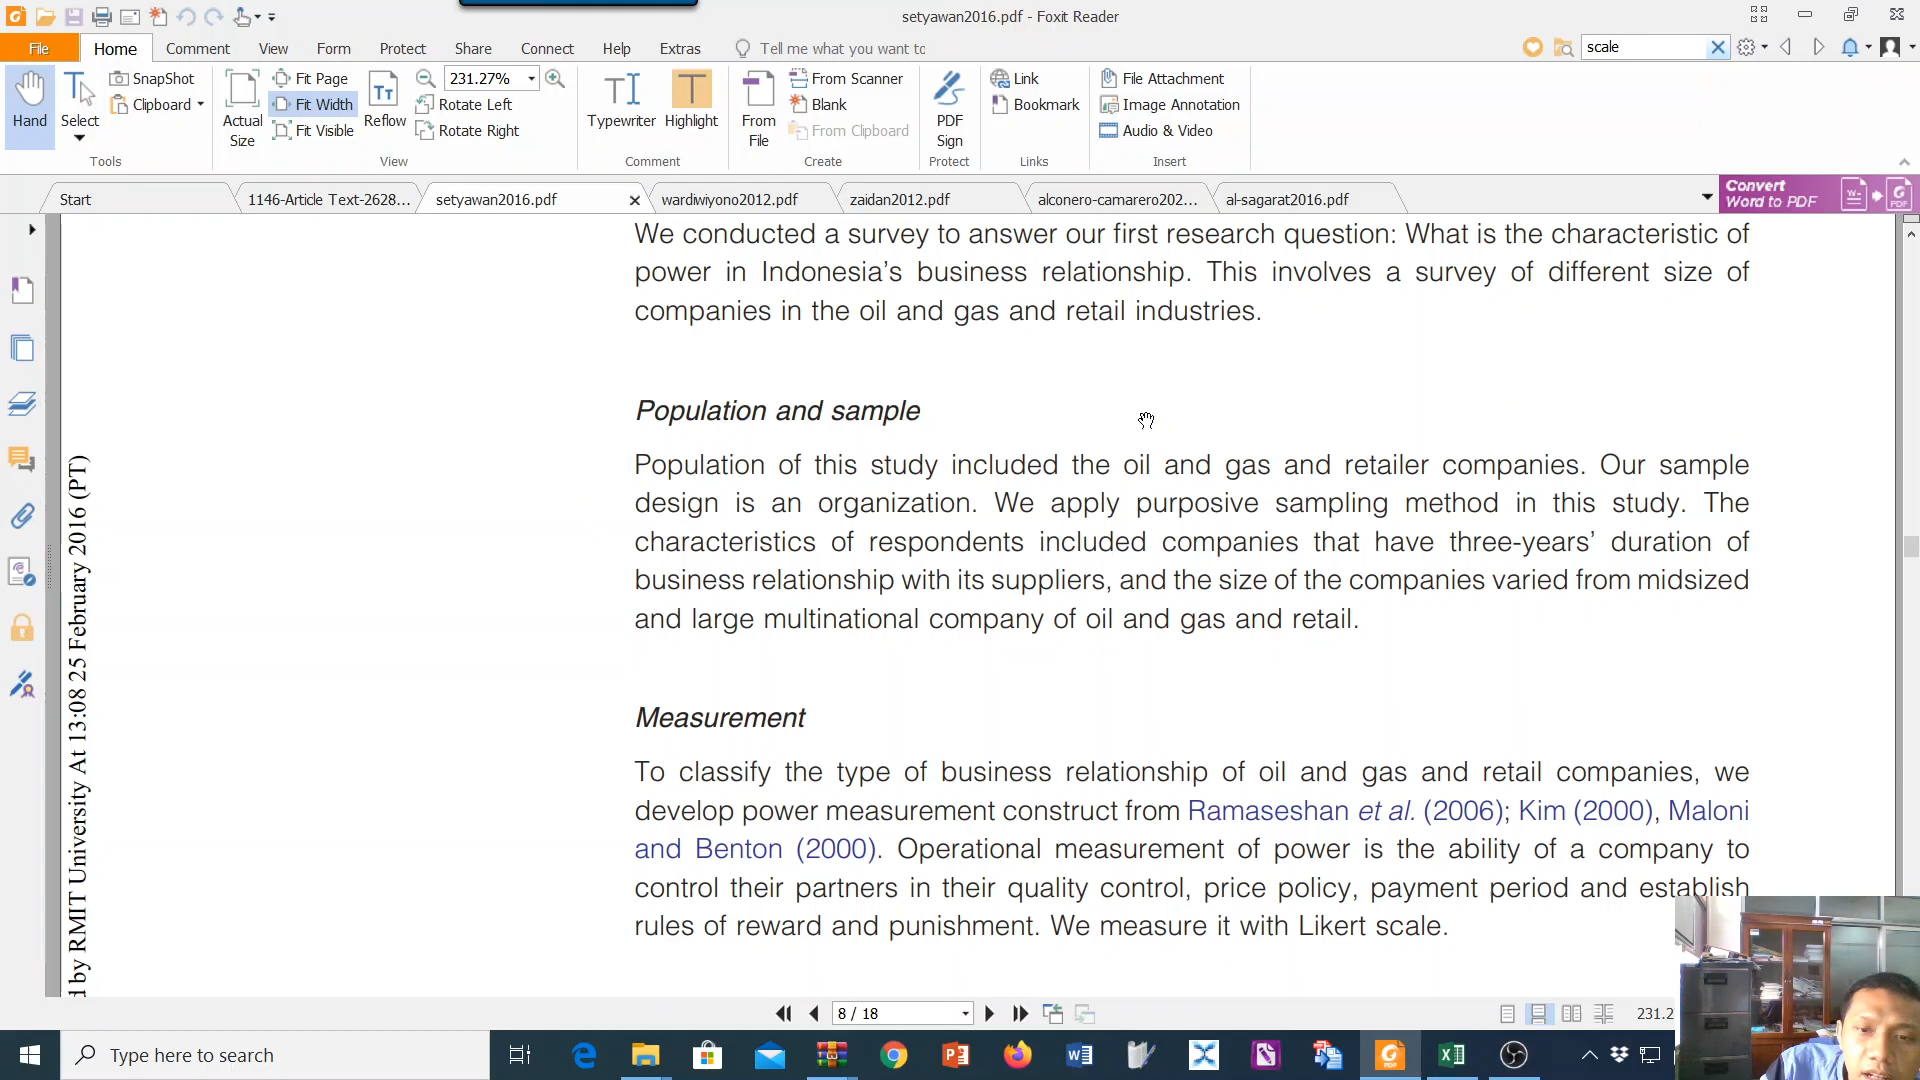 setyawan2016.pdf - Foxit Reader
File Home Comment View Form Protect Share Connect Help Extras Tell me what you want to scale
Hand
Select
SnapShot
Clipboard
Tools
Actual Size
Fit Page
Fit Width
Fit Visible
Reflow
231.27%
Rotate Left
Rotate Right
View
Typewriter
Highlight
Comment
From File
From Scanner
Blank
From Clipboard
Create
PDF Sign
Protect
Link
Bookmark
Links
File Attachment
Image Annotation
Audio & Video
Insert
Start 1146-Article Text-2628... setyawan2016.pdf wardiwiyono2012.pdf zaidan2012.pdf alconero-camarero202... al-sagarat2016.pdf
Convert
Word to PDF
We conducted a survey to answer our first research question: What is the characteristic of
power in Indonesia's business relationship. This involves a survey of different size of
companies in the oil and gas and retail industries.
Population and sample
Population of this study included the oil and gas and retailer companies. Our sample
design is an organization. We apply purposive sampling method in this study. The
characteristics of respondents included companies that have three-years' duration of
business relationship with its suppliers, and the size of the companies varied from midsized
and large multinational company of oil and gas and retail.
Measurement
To classify the type of business relationship of oil and gas and retail companies, we
develop power measurement construct from Ramaseshan et al. (2006); Kim (2000), Maloni
and Benton (2000). Operational measurement of power is the ability of a company to
control their partners in their quality control, price policy, payment period and establish
rules of reward and punishment. We measure it with Likert scale.
d by RMIT University At 13:08 25 February 2016 (PT)
8 / 18
231.2
Type here to search